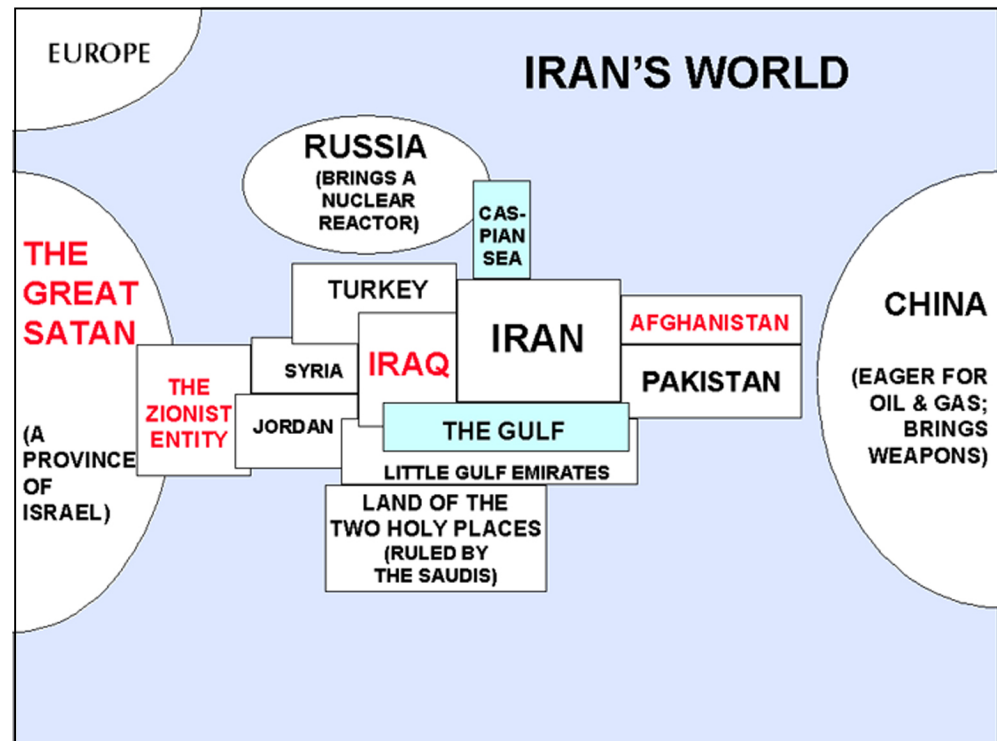 EUROPE
IRAN'S WORLD
RUSSIA
(BRINGS A
NUCLEAR
REACTOR)
CAS-
PIAN
SEA
THE
GREAT
SATAN
(A
PROVINCE
OF
ISRAEL)
TURKEY
IRAN
AFGHANISTAN
CHINA
(EAGER FOR
OIL & GAS;
BRINGS
WEAPONS)
SYRIA
IRAQ
PAKISTAN
THE
ZIONIST
ENTITY
JORDAN
THE GULF
LITTLE GULF EMIRATES
LAND OF THE
TWO HOLY PLACES
(RULED BY
THE SAUDIS)